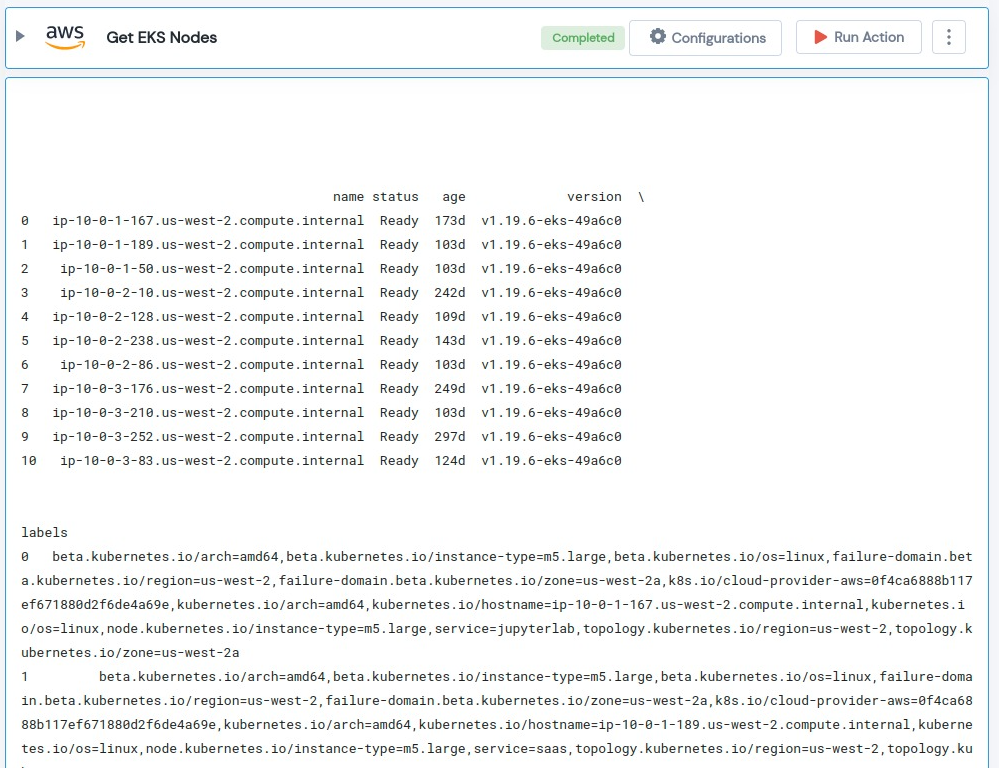 aws Get EKS Nodes Completed Configurations Run Action
name status age version \
0 ip-10-0-1-167.us-west-2.compute.internal Ready 173d v1.19.6-eks-49a6c0
1 ip-10-0-1-189.us-west-2.compute.internal Ready 103d v1.19.6-eks-49a6c0
2 ip-10-0-1-50.us-west-2.compute.internal Ready 103d v1.19.6-eks-49a6c0
3 ip-10-0-2-10.us-west-2.compute.internal Ready 242d v1.19.6-eks-49a6c0
4 ip-10-0-2-128.us-west-2.compute.internal Ready 109d v1.19.6-eks-49a6c0
5 ip-10-0-2-238.us-west-2.compute.internal Ready 143d v1.19.6-eks-49a6c0
6 ip-10-0-2-86.us-west-2.compute.internal Ready 103d v1.19.6-eks-49a6c0
7 ip-10-0-3-176.us-west-2.compute.internal Ready 249d v1.19.6-eks-49a6c0
8 ip-10-0-3-210.us-west-2.compute.internal Ready 103d v1.19.6-eks-49a6c0
9 ip-10-0-3-252.us-west-2.compute.internal Ready 297d v1.19.6-eks-49a6c0
10 ip-10-0-3-83.us-west-2.compute.internal Ready 124d v1.19.6-eks-49a6c0
labels
0 beta.kubernetes.io/arch=amd64,beta.kubernetes.io/instance-type=m5.large,beta.kubernetes.io/os=linux,failure-domain.bet
a.kubernetes.io/region=us-west-2,failure-domain.beta.kubernetes.io/zone=us-west-2a,k8s.io/cloud-provider-aws=0f4ca6888b117
ef671880d2f6de4a69e,kubernetes.io/arch=amd64,kubernetes.io/hostname=ip-10-0-1-167.us-west-2.compute.internal,kubernetes.i
o/os=linux,node.kubernetes.io/instance-type=m5.large,service=jupyterlab,topology.kubernetes.io/region=us-west-2,topology.k
ubernetes.io/zone=us-west-2a
1 beta.kubernetes.io/arch=amd64,beta.kubernetes.io/instance-type=m5.large,beta.kubernetes.io/os=linux,failure-doma
in.beta.kubernetes.io/region=us-west-2,failure-domain.beta.kubernetes.io/zone=us-west-2a,k8s.io/cloud-provider-aws=0f4ca68
88b117ef671880d2f6de4a69e,kubernetes.io/arch=amd64,kubernetes.io/hostname=ip-10-0-1-189.us-west-2.compute.internal,kuberne
tes.io/os=linux,node.kubernetes.io/instance-type=m5.large,service=saas,topology.kubernetes.io/region=us-west-2,topology.ku